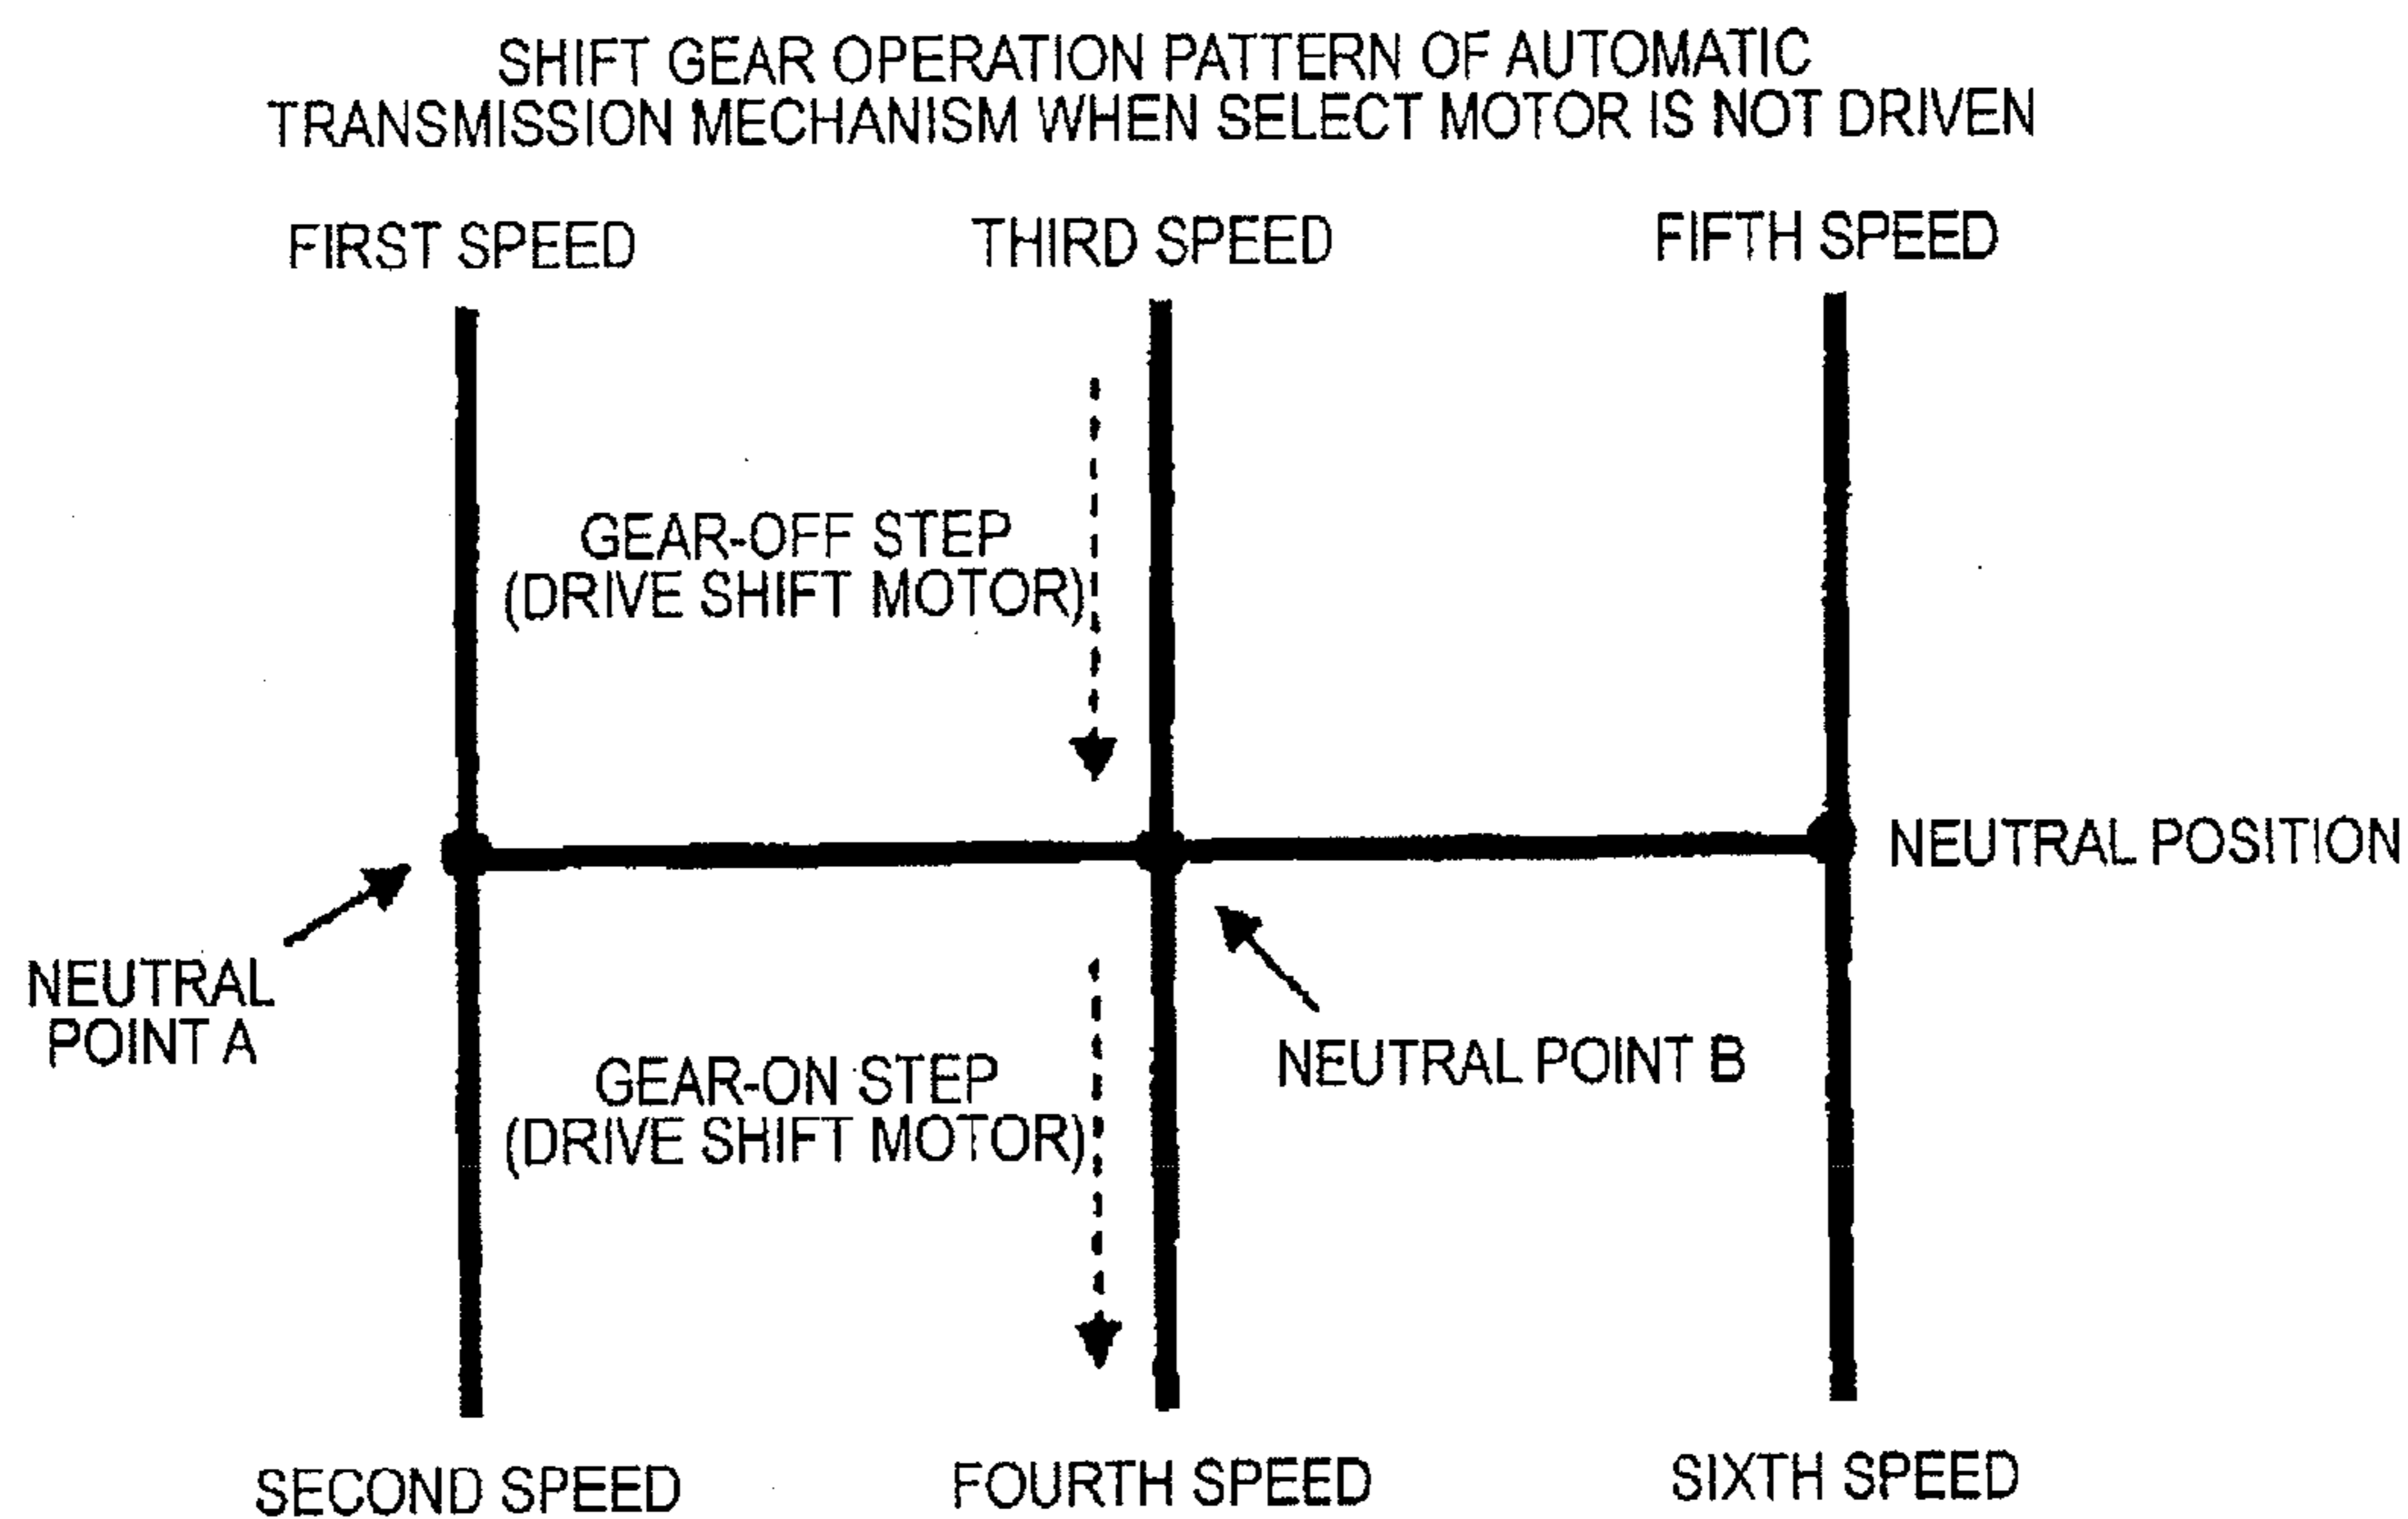 SHIFT GEAR OPERATION PATTERN OF AUTOMATIC
TRANSMISSION MECHANISM WHEN SELECT MOTOR IS NOT DRIVEN
FIRST SPEED
THIRD SPEED
FIFTH SPEED
GEAR-OFF STEP
(DRIVE SHIFT MOTOR)
NEUTRAL POSITION
NEUTRAL
POINT A
NEUTRAL POINT B
GEAR-ON STEP
(DRIVE SHIFT MOTOR)
SECOND SPEED
FOURTH SPEED
SIXTH SPEED